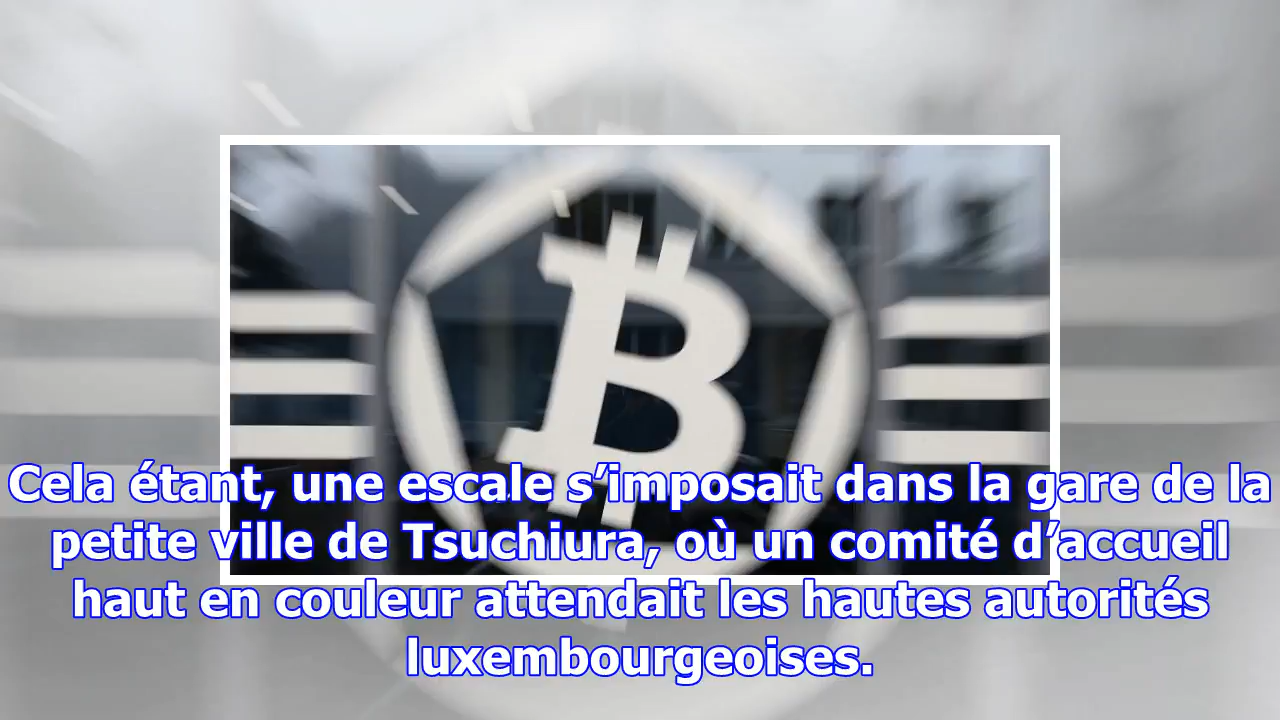 Cela étant, une escale s’imposait dans la gare de la
petite ville de Tsuchiura, où un comité d’accueil
haut en couleur attendait les hautes autorités
luxembourgeoises.